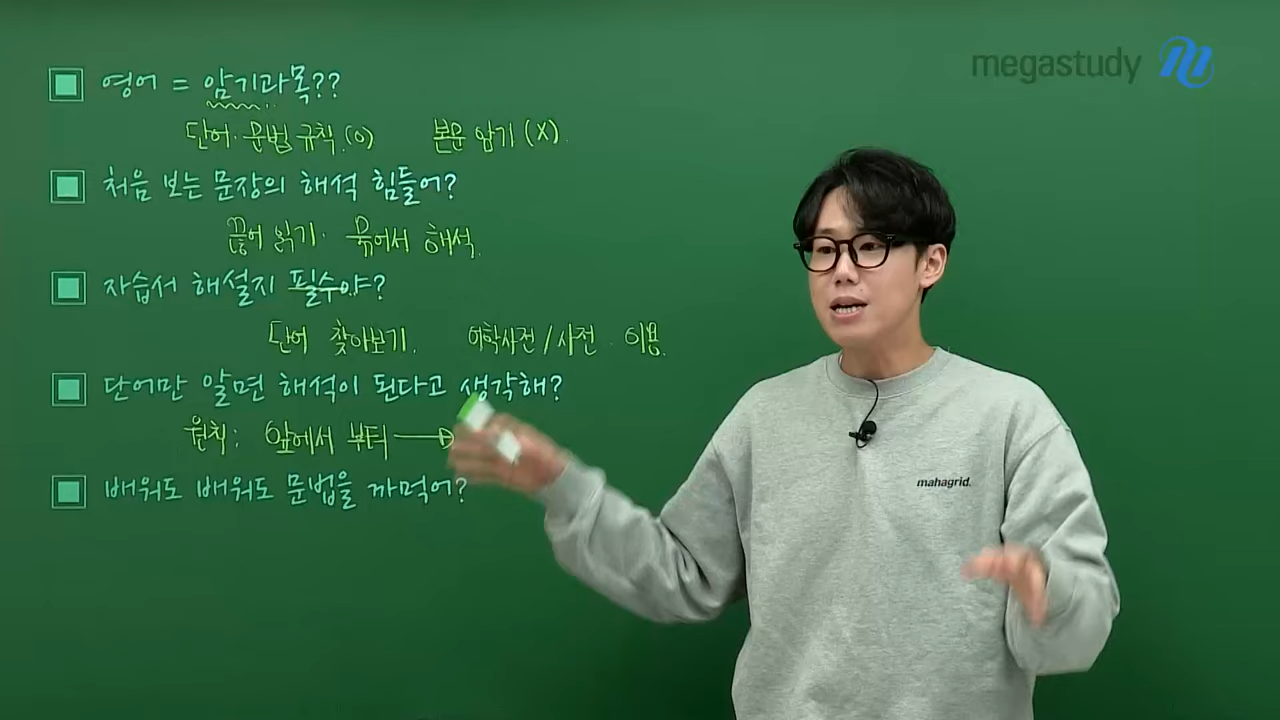 megastudy
영어 = 암기과목??
단어·문법 규칙 (O) 본문 암기 (X)
처음 보는 문장의 해석 힘들어?
끊어 읽기· 묶어서 해석.
자습서 해설지 필수야?
단어 찾아보기. 어학사전 / 사전 이용.
단어만 알면 해석이 된다고 생각해?
원칙: 앞에서 부터 →
배워도 배워도 문법을 까먹어?
mahagrid.